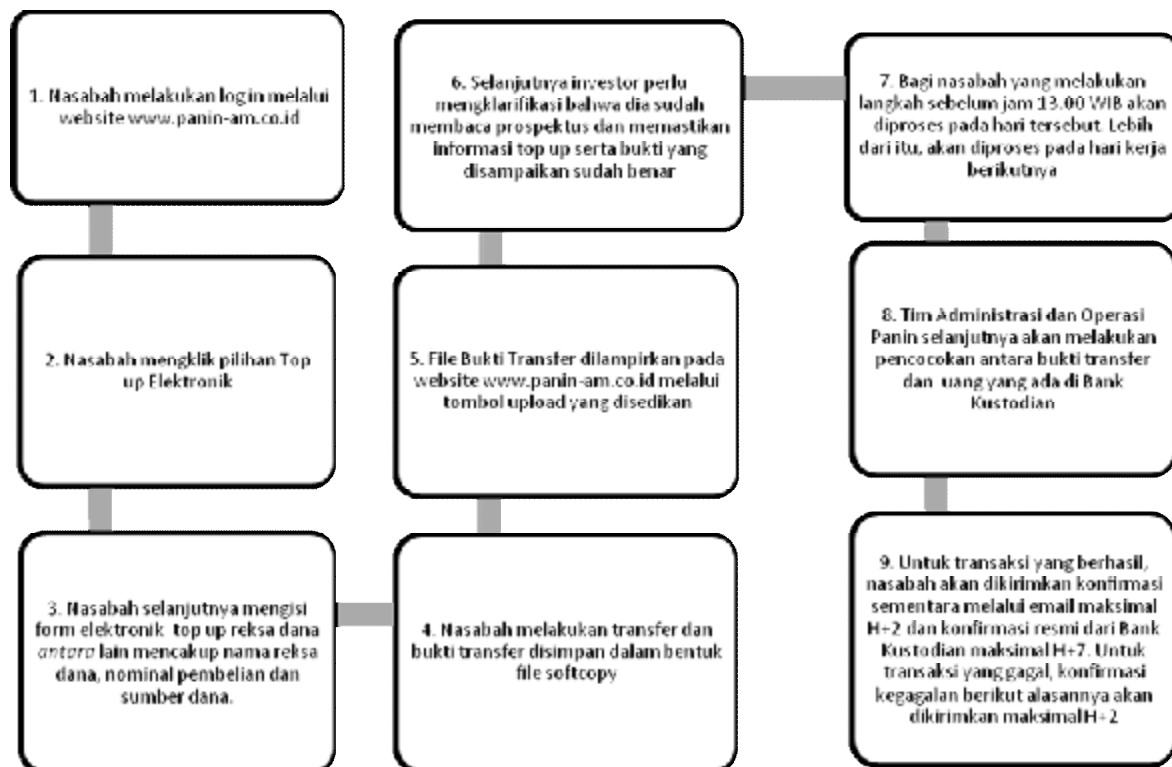 1. Nasabah melakukan login melalui
website www.panin-am.co.id
2. Nasabah mengklik pilihan Top
up Elektronik
3. Nasabah selanjutnya mengisi
form elektronik top up reksa dana
antara lain mencakup nama reksa
dana, nominal pembelian dan
sumber dana.
4. Nasabah melakukan transfer dan
bukti transfer disimpan dalam bentuk
file softcopy
5. File Bukti Transfer dilampirkan pada
website www.panin-am.co.id melalui
tombol upload yang disedikan
6. Selanjutnya investor perlu
mengklarifikasi bahwa dia sudah
membaca prospektus dan memastikan
informasi top up serta bukti yang
disampaikan sudah benar
7. Bagi nasabah yang melakukan
langkah sebelum jam 13.00 WIB akan
diproses pada hari tersebut. Lebih
dari itu, akan diproses pada hari kerja
berikutnya
8. Tim Administrasi dan Operasi
Panin selanjutnya akan melakukan
pencocokan antara bukti transfer
dan uang yang ada di Bank
Kustodian
9. Untuk transaksi yang berhasil,
nasabah akan dikirimkan konfirmasi
sementara melalui email maksimal
H+2 dan konfirmasi resmi dari Bank
Kustodian maksimal H+7. Untuk
transaksi yang gagal, konfirmasi
kegagalan berikut alasannya akan
dikirimkan maksimal H+2